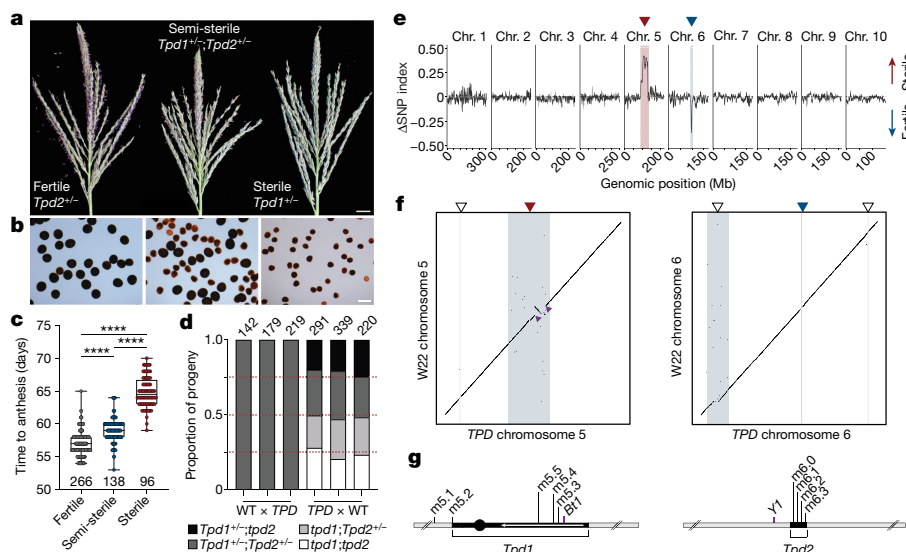 a
Semi-sterile
Tpd1+/−;Tpd2+/−
Fertile
Tpd2+/−
Sterile
Tpd1+/−
b
c
Time to anthesis (days)
75
70
65
60
55
50
****
**** ****
266 138 96
Fertile
Semi-sterile
Sterile
d
Proportion of progeny
1.0
0.5
0
142 179 219 291 339 220
WT × TPD TPD × WT
Tpd1+/−;tpd2 tpd1;Tpd2+/−
Tpd1+/−;Tpd2+/− tpd1;tpd2
e
Chr. 1 Chr. 2 Chr. 3 Chr. 4 Chr. 5 Chr. 6 Chr. 7 Chr. 8 Chr. 9 Chr. 10
ΔSNP index
0.50
0.25
0
−0.25
−0.50
0 300 0 200 0 200 0 200 0 200 0 150 0 150 0 150 0 150 0 100
Genomic position (Mb)
f
W22 chromosome 5
TPD chromosome 5
W22 chromosome 6
TPD chromosome 6
g
m5.1
m5.2
m5.5
m5.4
m5.3
Bt1
Tpd1
Y1
m6.0
m6.1
m6.2
m6.3
Tpd2